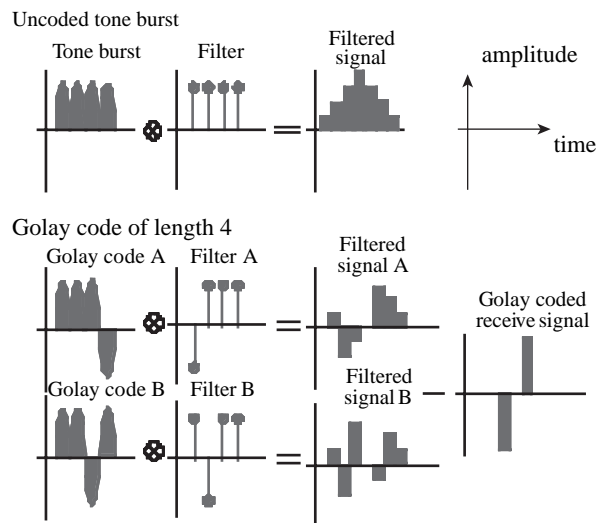 Uncoded tone burst
Tone burst
Filter
Filtered
signal
amplitude
time
Golay code of length 4
Golay code A
Filter A
Filtered
signal A
Golay coded
receive signal
Golay code B
Filter B
Filtered
signal B